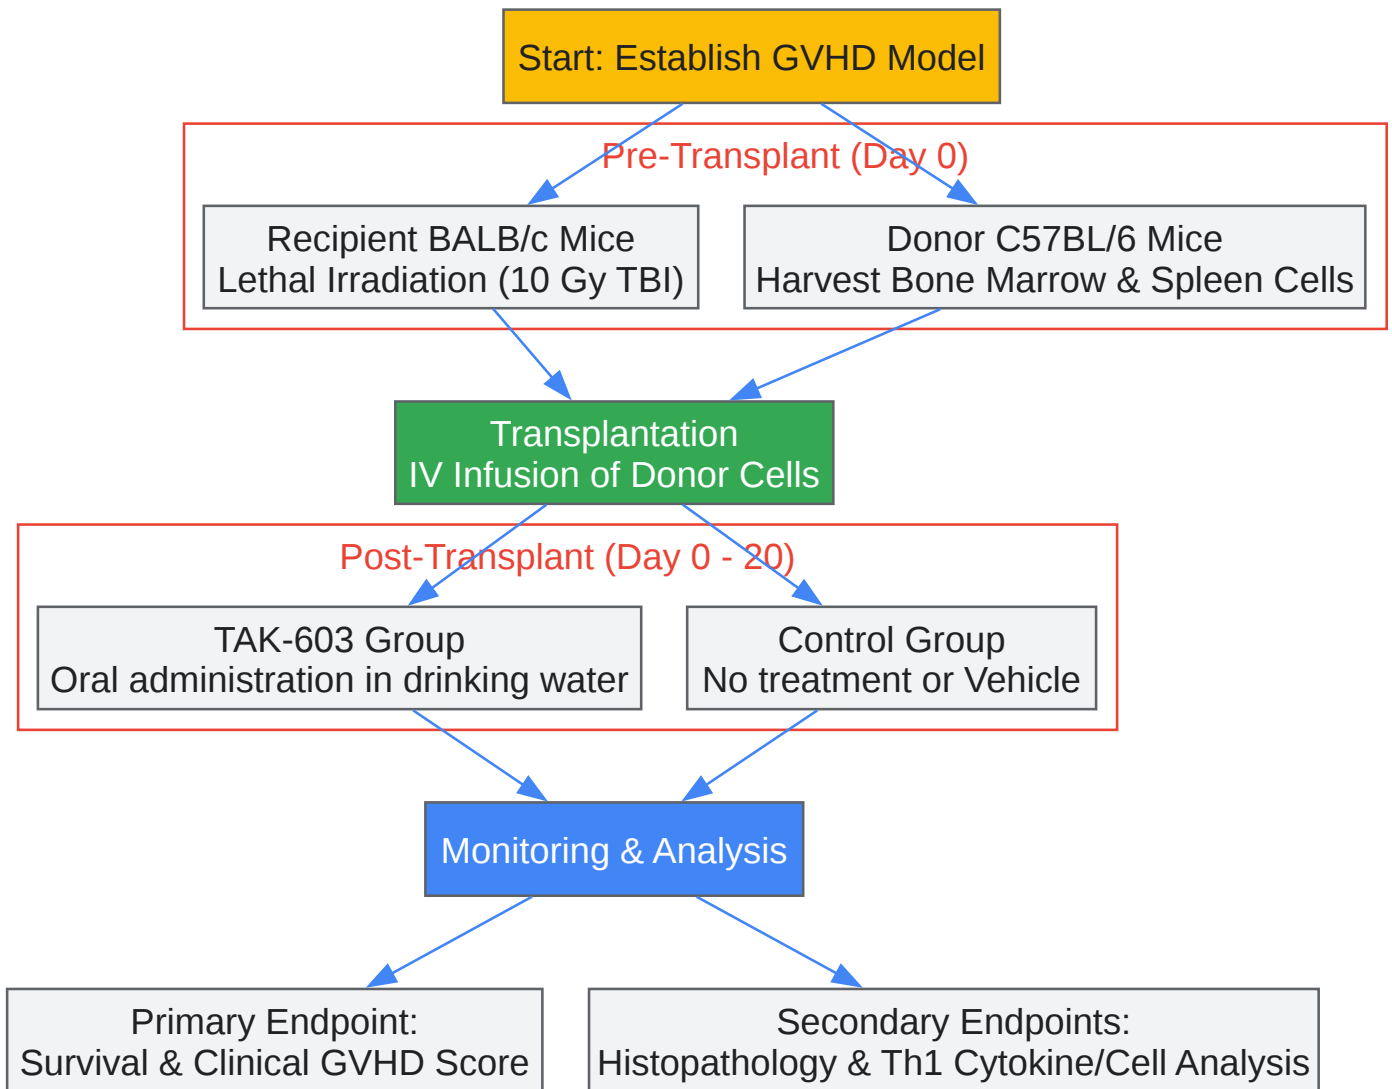 Start: Establish GVHD Model
Pre-Transplant (Day 0)
Recipient BALB/c Mice
Lethal Irradiation (10 Gy TBI)
Donor C57BL/6 Mice
Harvest Bone Marrow & Spleen Cells
Transplantation
IV Infusion of Donor Cells
Post-Transplant (Day 0 - 20)
TAK-603 Group
Oral administration in drinking water
Control Group
No treatment or Vehicle
Monitoring & Analysis
Primary Endpoint:
Survival & Clinical GVHD Score
Secondary Endpoints:
Histopathology & Th1 Cytokine/Cell Analysis